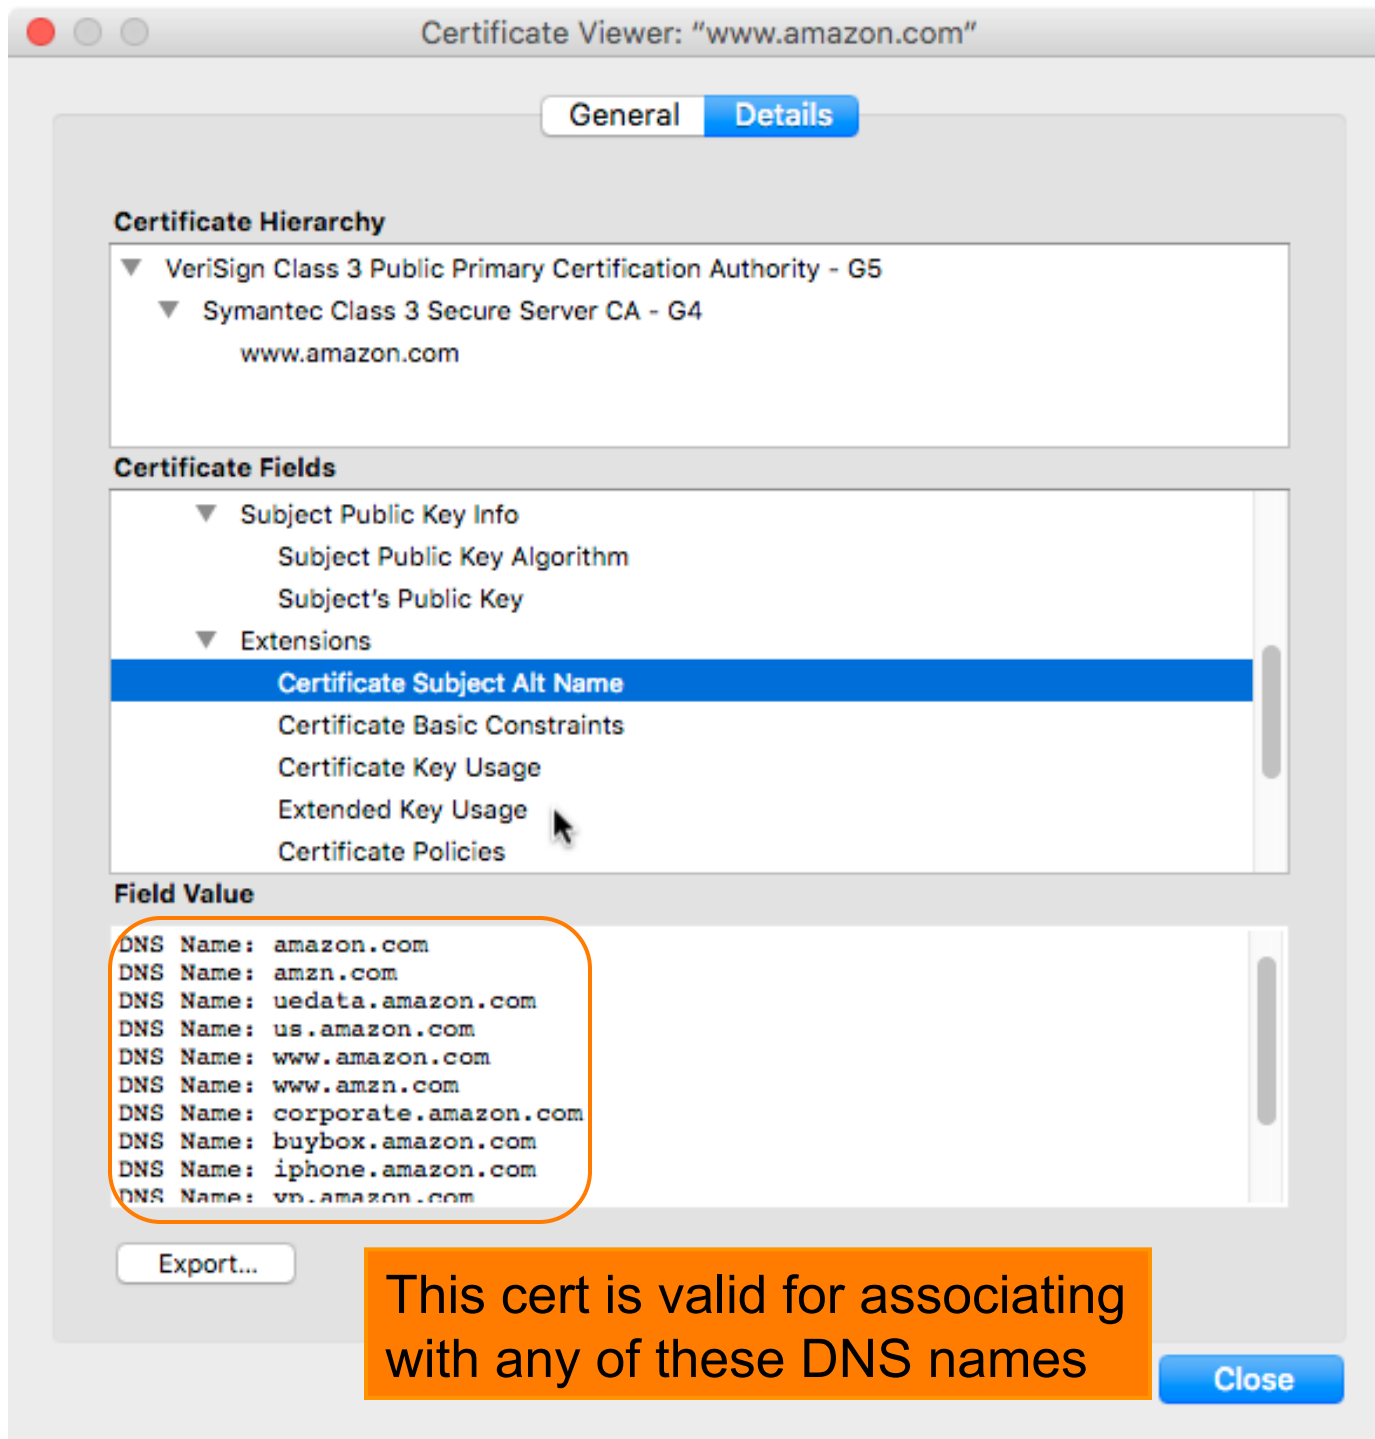 Certificate Viewer: “www.amazon.com”
General Details
Certificate Hierarchy
VeriSign Class 3 Public Primary Certification Authority - G5
Symantec Class 3 Secure Server CA - G4
www.amazon.com
Certificate Fields
Subject Public Key Info
Subject Public Key Algorithm
Subject’s Public Key
Extensions
Certificate Subject Alt Name
Certificate Basic Constraints
Certificate Key Usage
Extended Key Usage
Certificate Policies
Field Value
DNS Name: amazon.com
DNS Name: amzn.com
DNS Name: uedata.amazon.com
DNS Name: us.amazon.com
DNS Name: www.amazon.com
DNS Name: www.amzn.com
DNS Name: corporate.amazon.com
DNS Name: buybox.amazon.com
DNS Name: iphone.amazon.com
DNS Name: yp.amazon.com
Export...
This cert is valid for associating
with any of these DNS names
Close